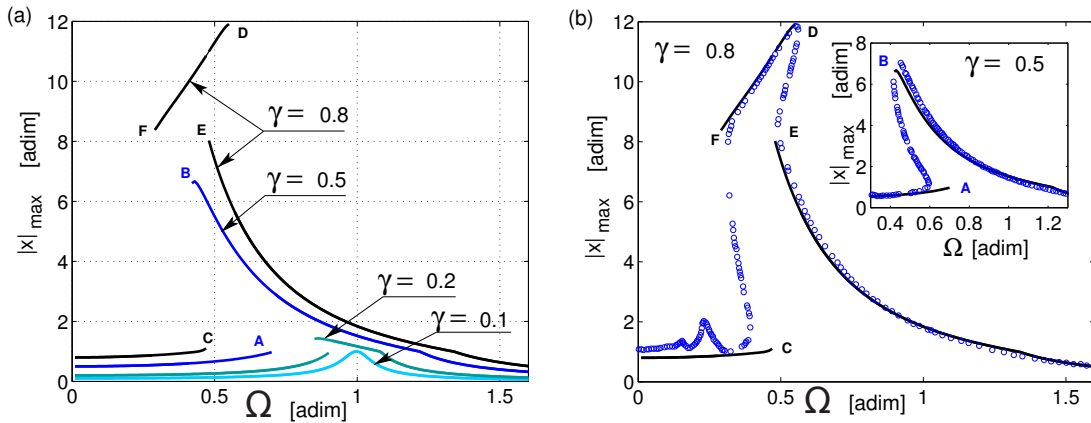 (a)
12
10
8
6
4
2
0
|x|max [adim]
0
0.5
1
1.5
Ω [adim]
D
F
E
B
C
A
γ = 0.8
γ = 0.5
γ = 0.2
γ = 0.1
(b)
12
10
8
6
4
2
0
|x|max [adim]
0
0.5
1
1.5
Ω [adim]
γ = 0.8
D
F
E
C
8
6
4
2
0
|x|max [adim]
0.4
0.6
0.8
1
1.2
Ω [adim]
γ = 0.5
B
A